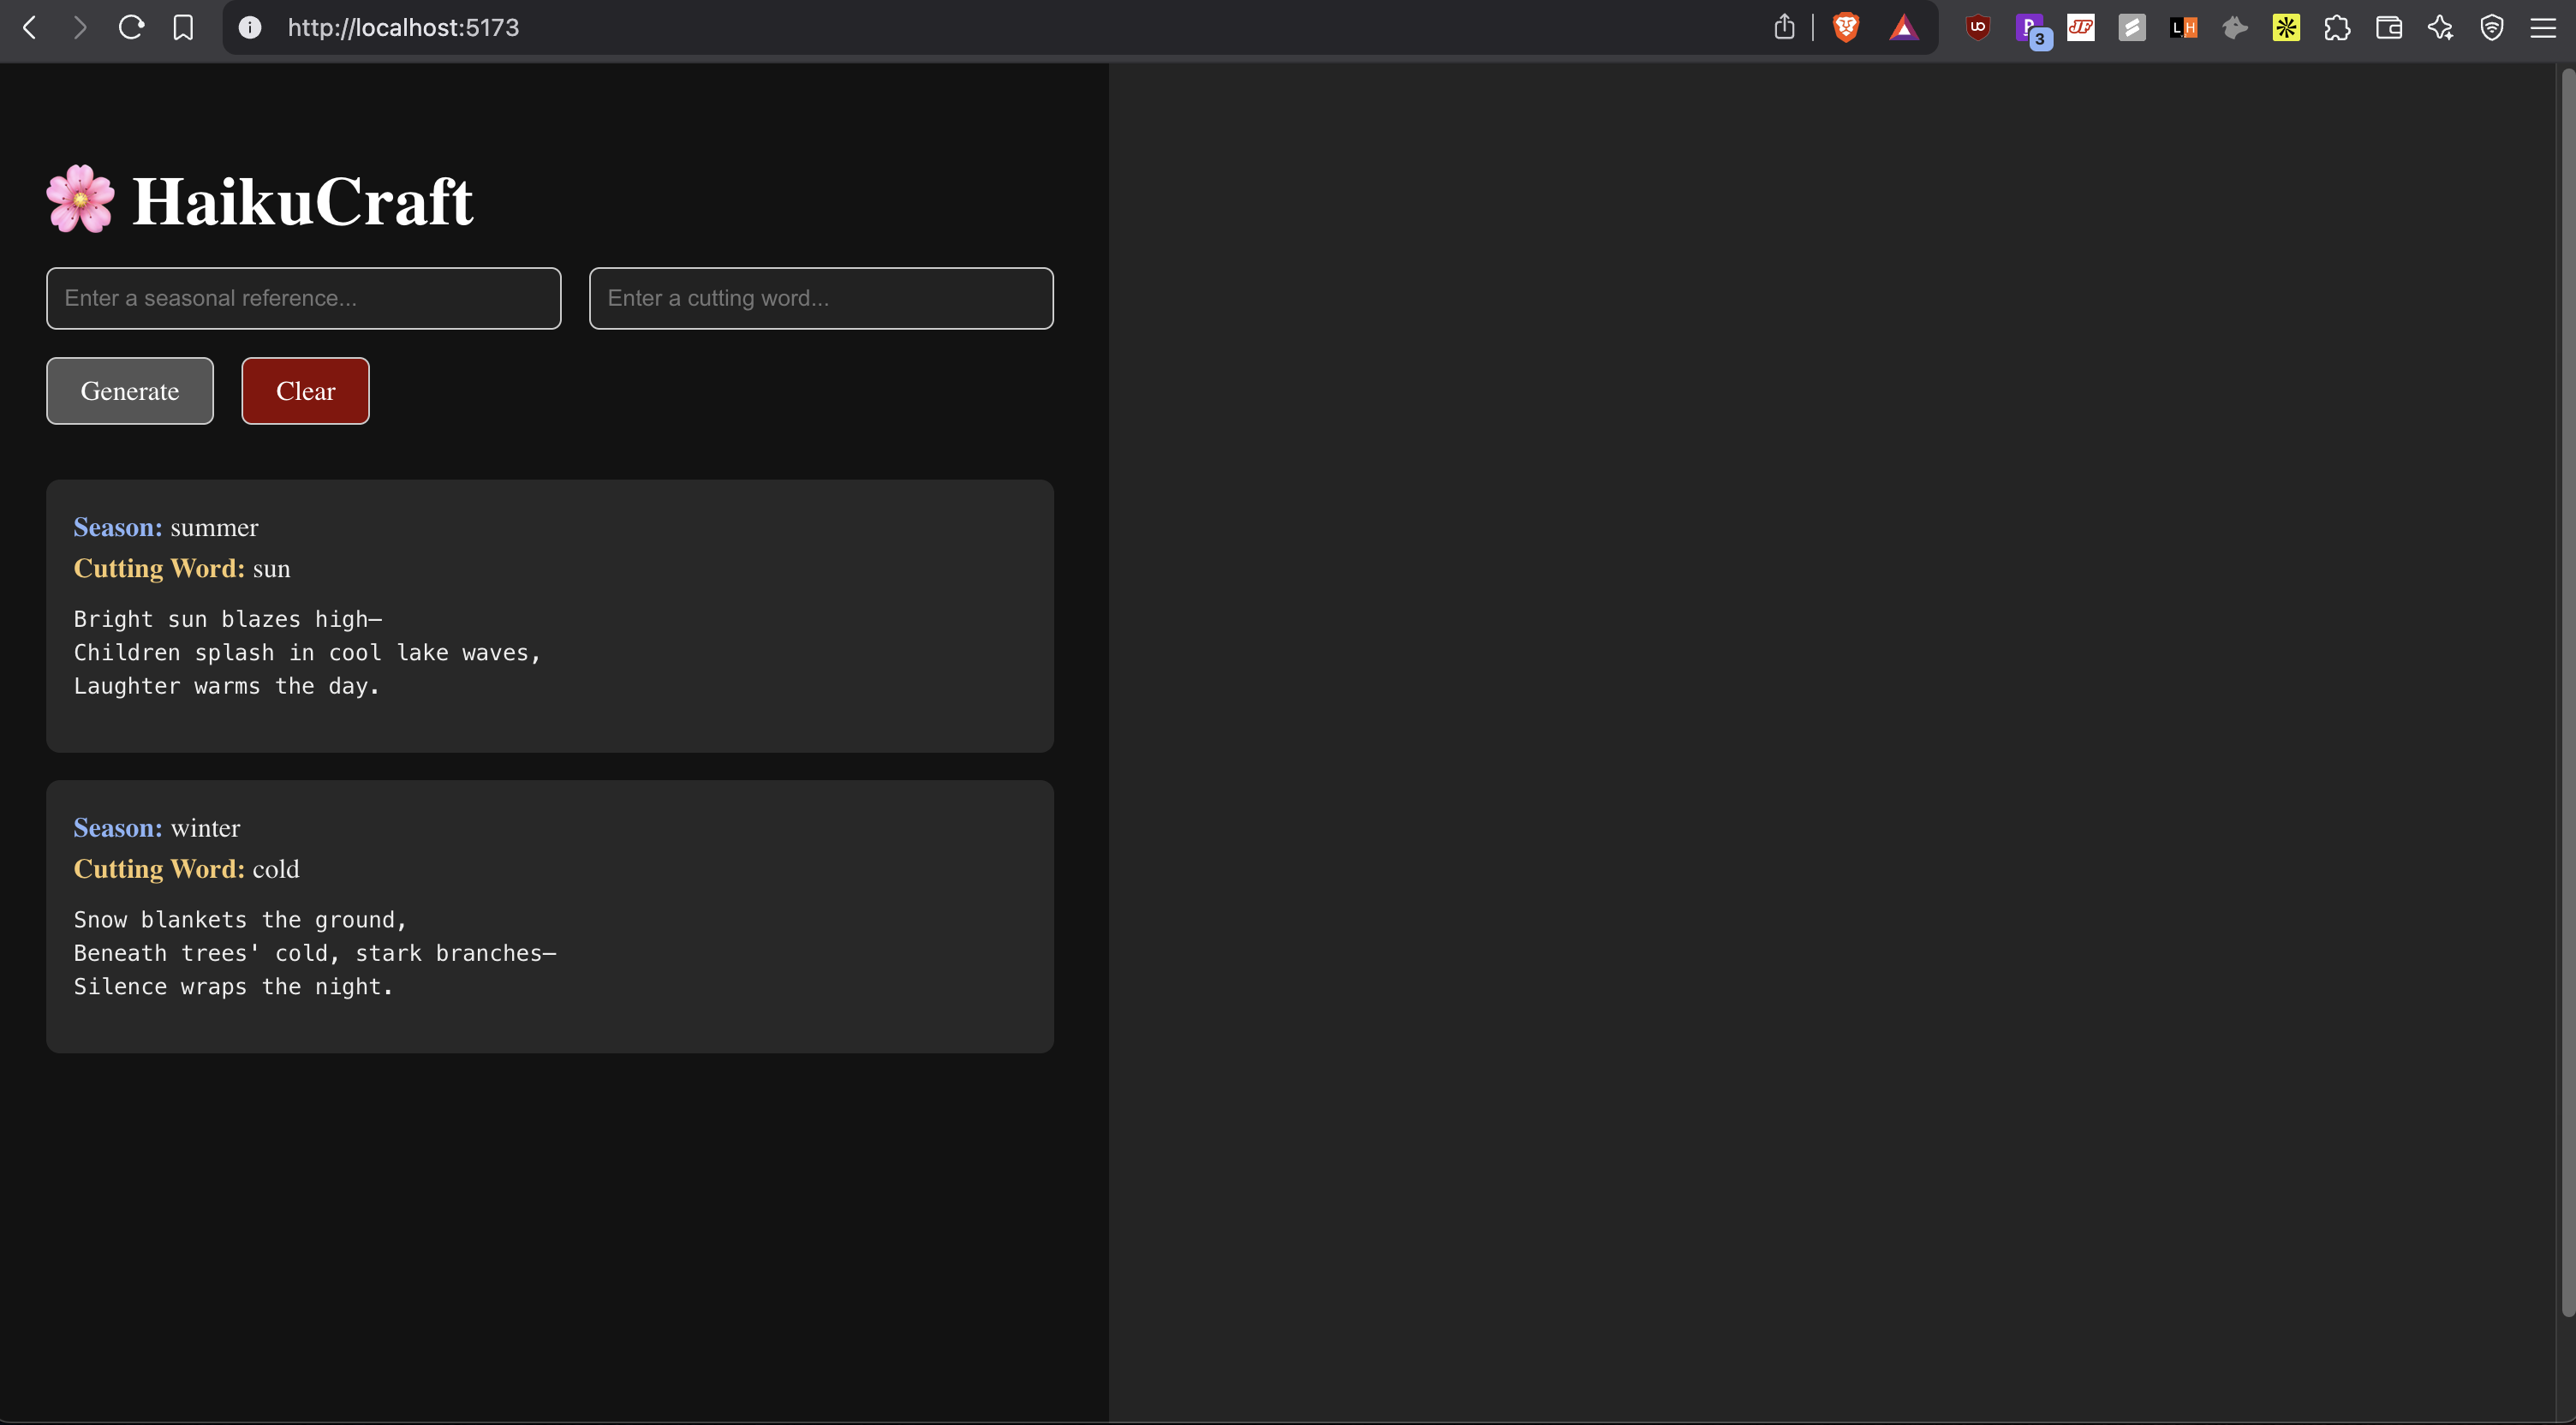 http://localhost:5173
3
HaikuCraft
Enter a seasonal reference...
Enter a cutting word...
Generate
Clear
Season: summer
Cutting Word: sun
Bright sun blazes high—
Children splash in cool lake waves,
Laughter warms the day.
Season: winter
Cutting Word: cold
Snow blankets the ground,
Beneath trees' cold, stark branches—
Silence wraps the night.